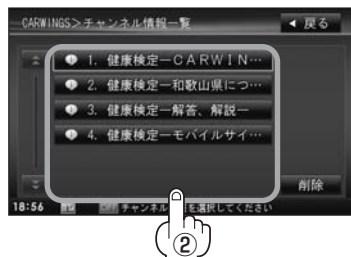 CARWINGS>チャンネル情報一覧
◀ 戻る
1. 健康検定ーCARWIN…
2. 健康検定ー和歌山県につ…
3. 健康検定ー解答、解説ー
4. 健康検定ーモバイルサイ…
削除
18:56 チャンネル を選択してください
②